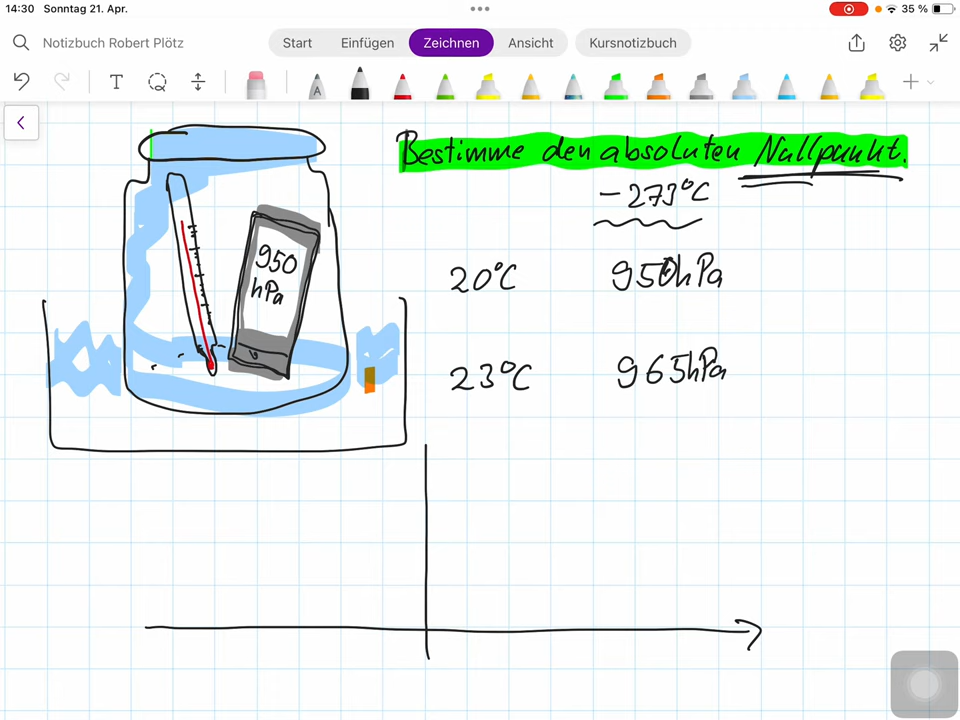 14:30 Sonntag 21. Apr.
35 %
Notizbuch Robert Plötz
Start Einfügen Zeichnen Ansicht Kursnotizbuch
T
A
Bestimme den absoluten Nullpunkt.
-273°C
950
hPa
20°C 950hPa
23°C 965hPa